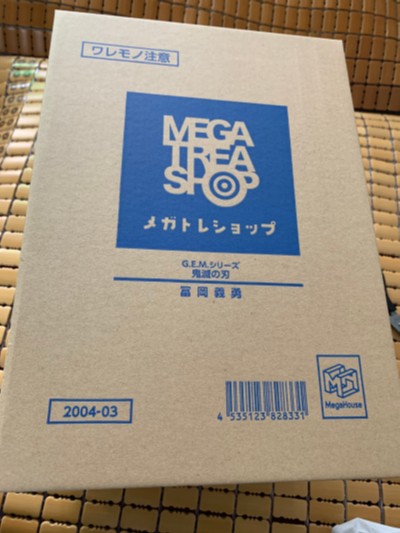 ワレモノ注意
MEGA
TREA
SHOP
メガトレショップ
G.E.M.シリーズ
鬼滅の刃
冨岡義勇
2004-03
4 535123 828331
MegaHouse